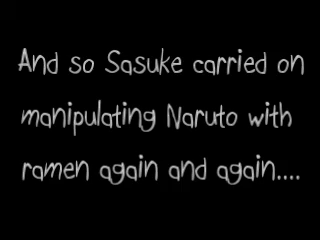 And so Sasuke carried on
manipulating Naruto with
ramen again and again....